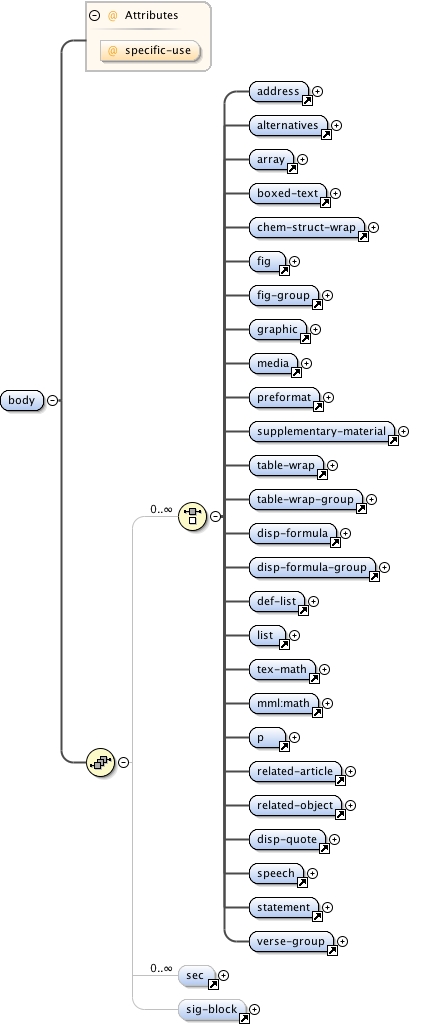 @ Attributes
@ specific-use
body
0..∞
address
alternatives
array
boxed-text
chem-struct-wrap
fig
fig-group
graphic
media
preformat
supplementary-material
table-wrap
table-wrap-group
disp-formula
disp-formula-group
def-list
list
tex-math
mml:math
p
related-article
related-object
disp-quote
speech
statement
verse-group
0..∞
sec
sig-block